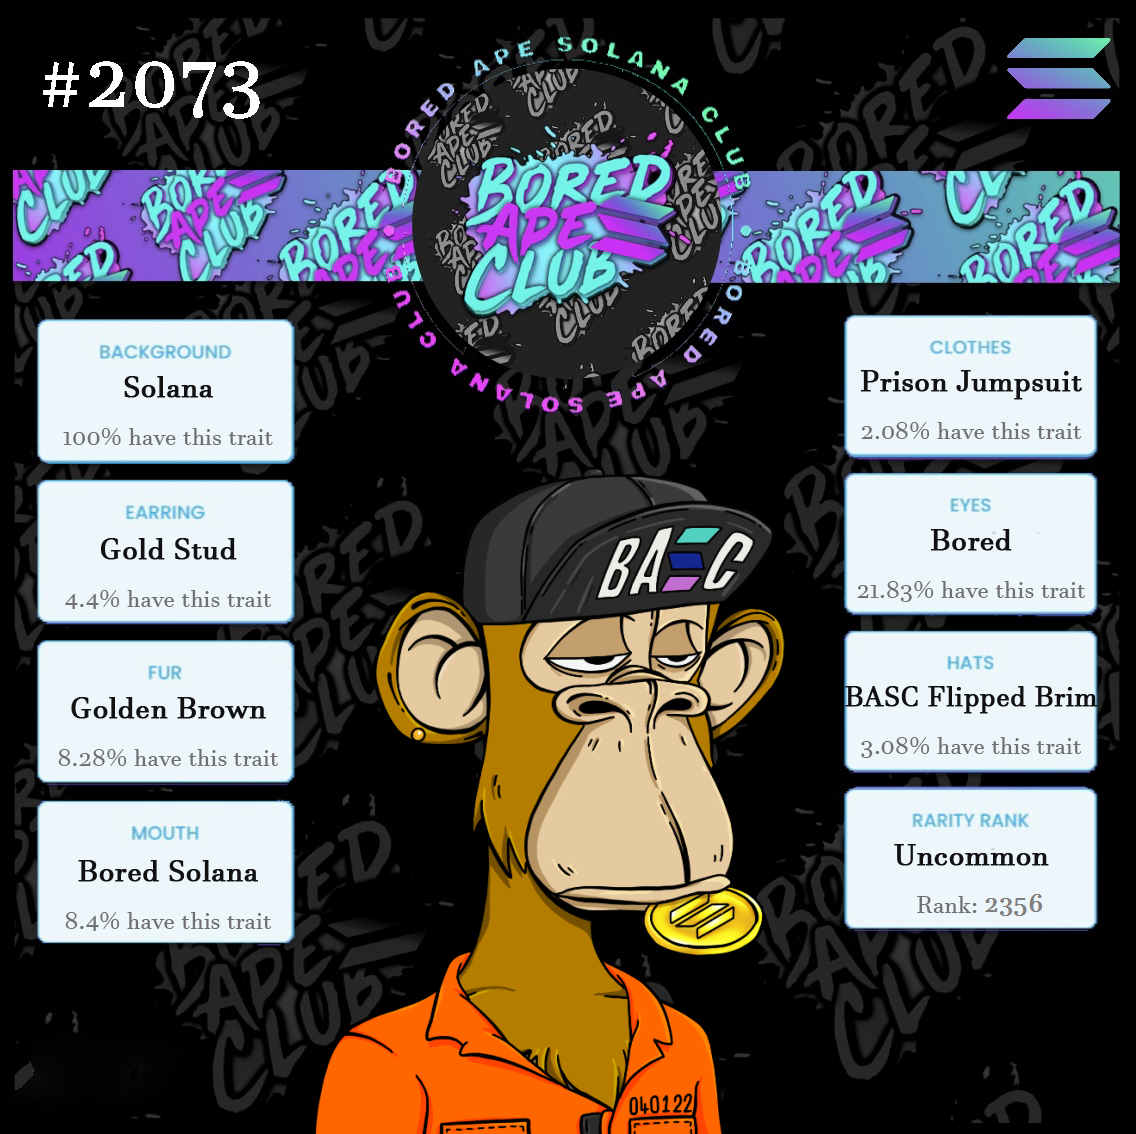 #2073
BORED APE SOLANA CLUB
BORED APE SOLANA CLUB
BORED
APE
CLUB
BACKGROUND
Solana
100% have this trait
EARRING
Gold Stud
4.4% have this trait
FUR
Golden Brown
8.28% have this trait
MOUTH
Bored Solana
8.4% have this trait
CLOTHES
Prison Jumpsuit
2.08% have this trait
EYES
Bored
21.83% have this trait
HATS
BASC Flipped Brim
3.08% have this trait
RARITY RANK
Uncommon
Rank: 2356
BASC
040122